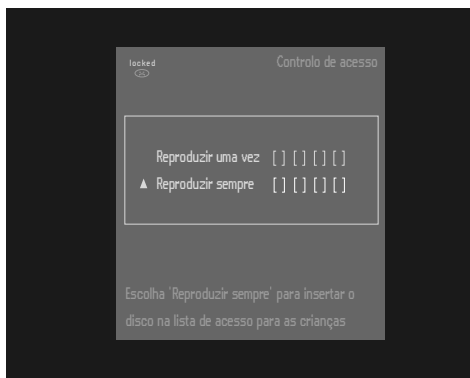 locked
Controlo de acesso
Reproduzir uma vez [ ] [ ] [ ] [ ]
▲ Reproduzir sempre [ ] [ ] [ ] [ ]
Escolha 'Reproduzir sempre' para insertar o
disco na lista de acesso para as crianças